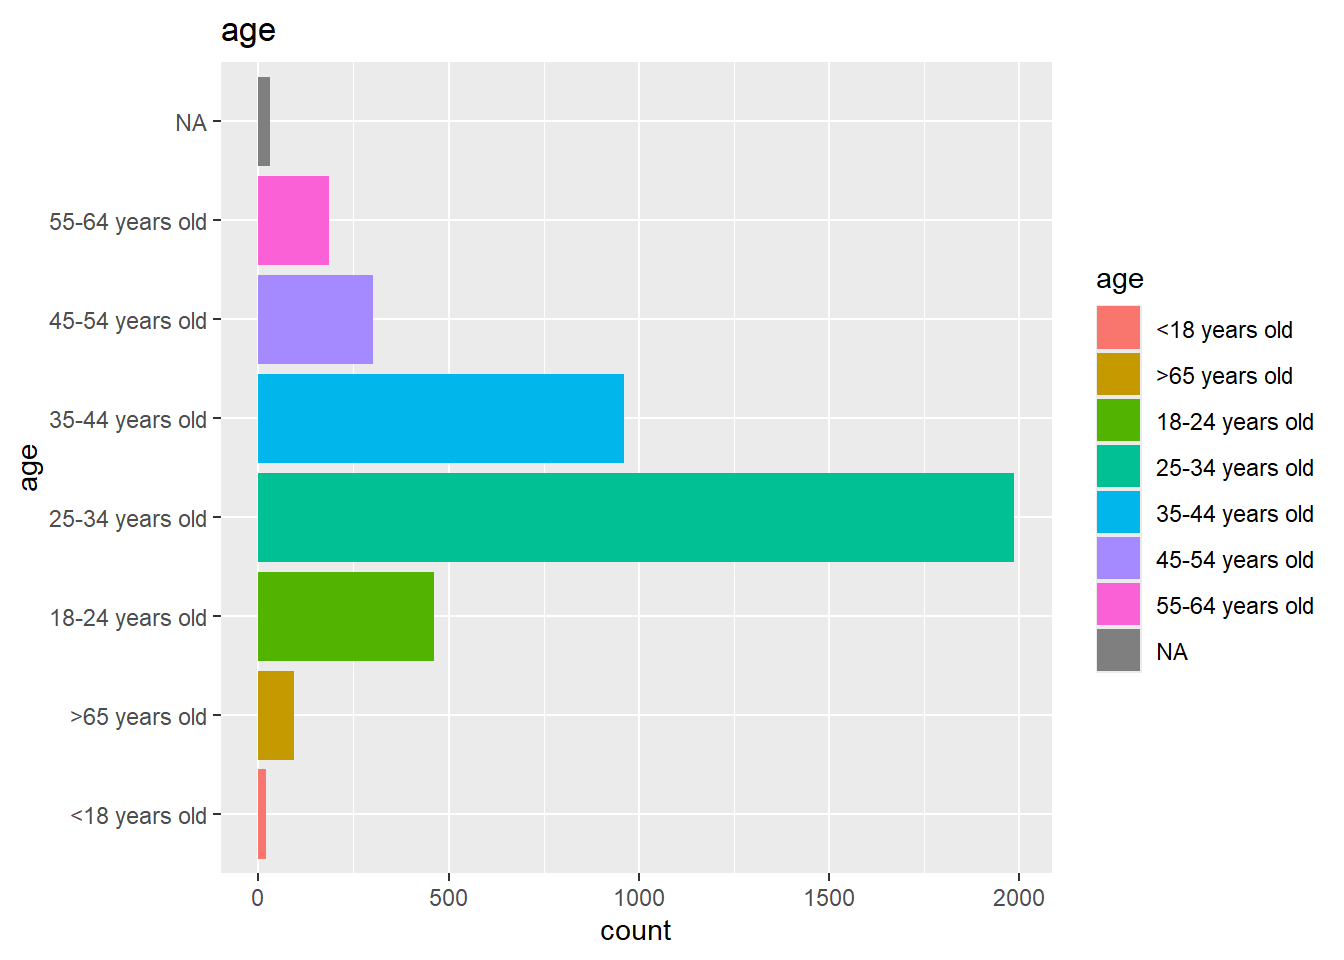 age
NA
55-64 years old
45-54 years old
35-44 years old
25-34 years old
18-24 years old
>65 years old
<18 years old
age
0 500 1000 1500 2000
count
age
<18 years old
>65 years old
18-24 years old
25-34 years old
35-44 years old
45-54 years old
55-64 years old
NA